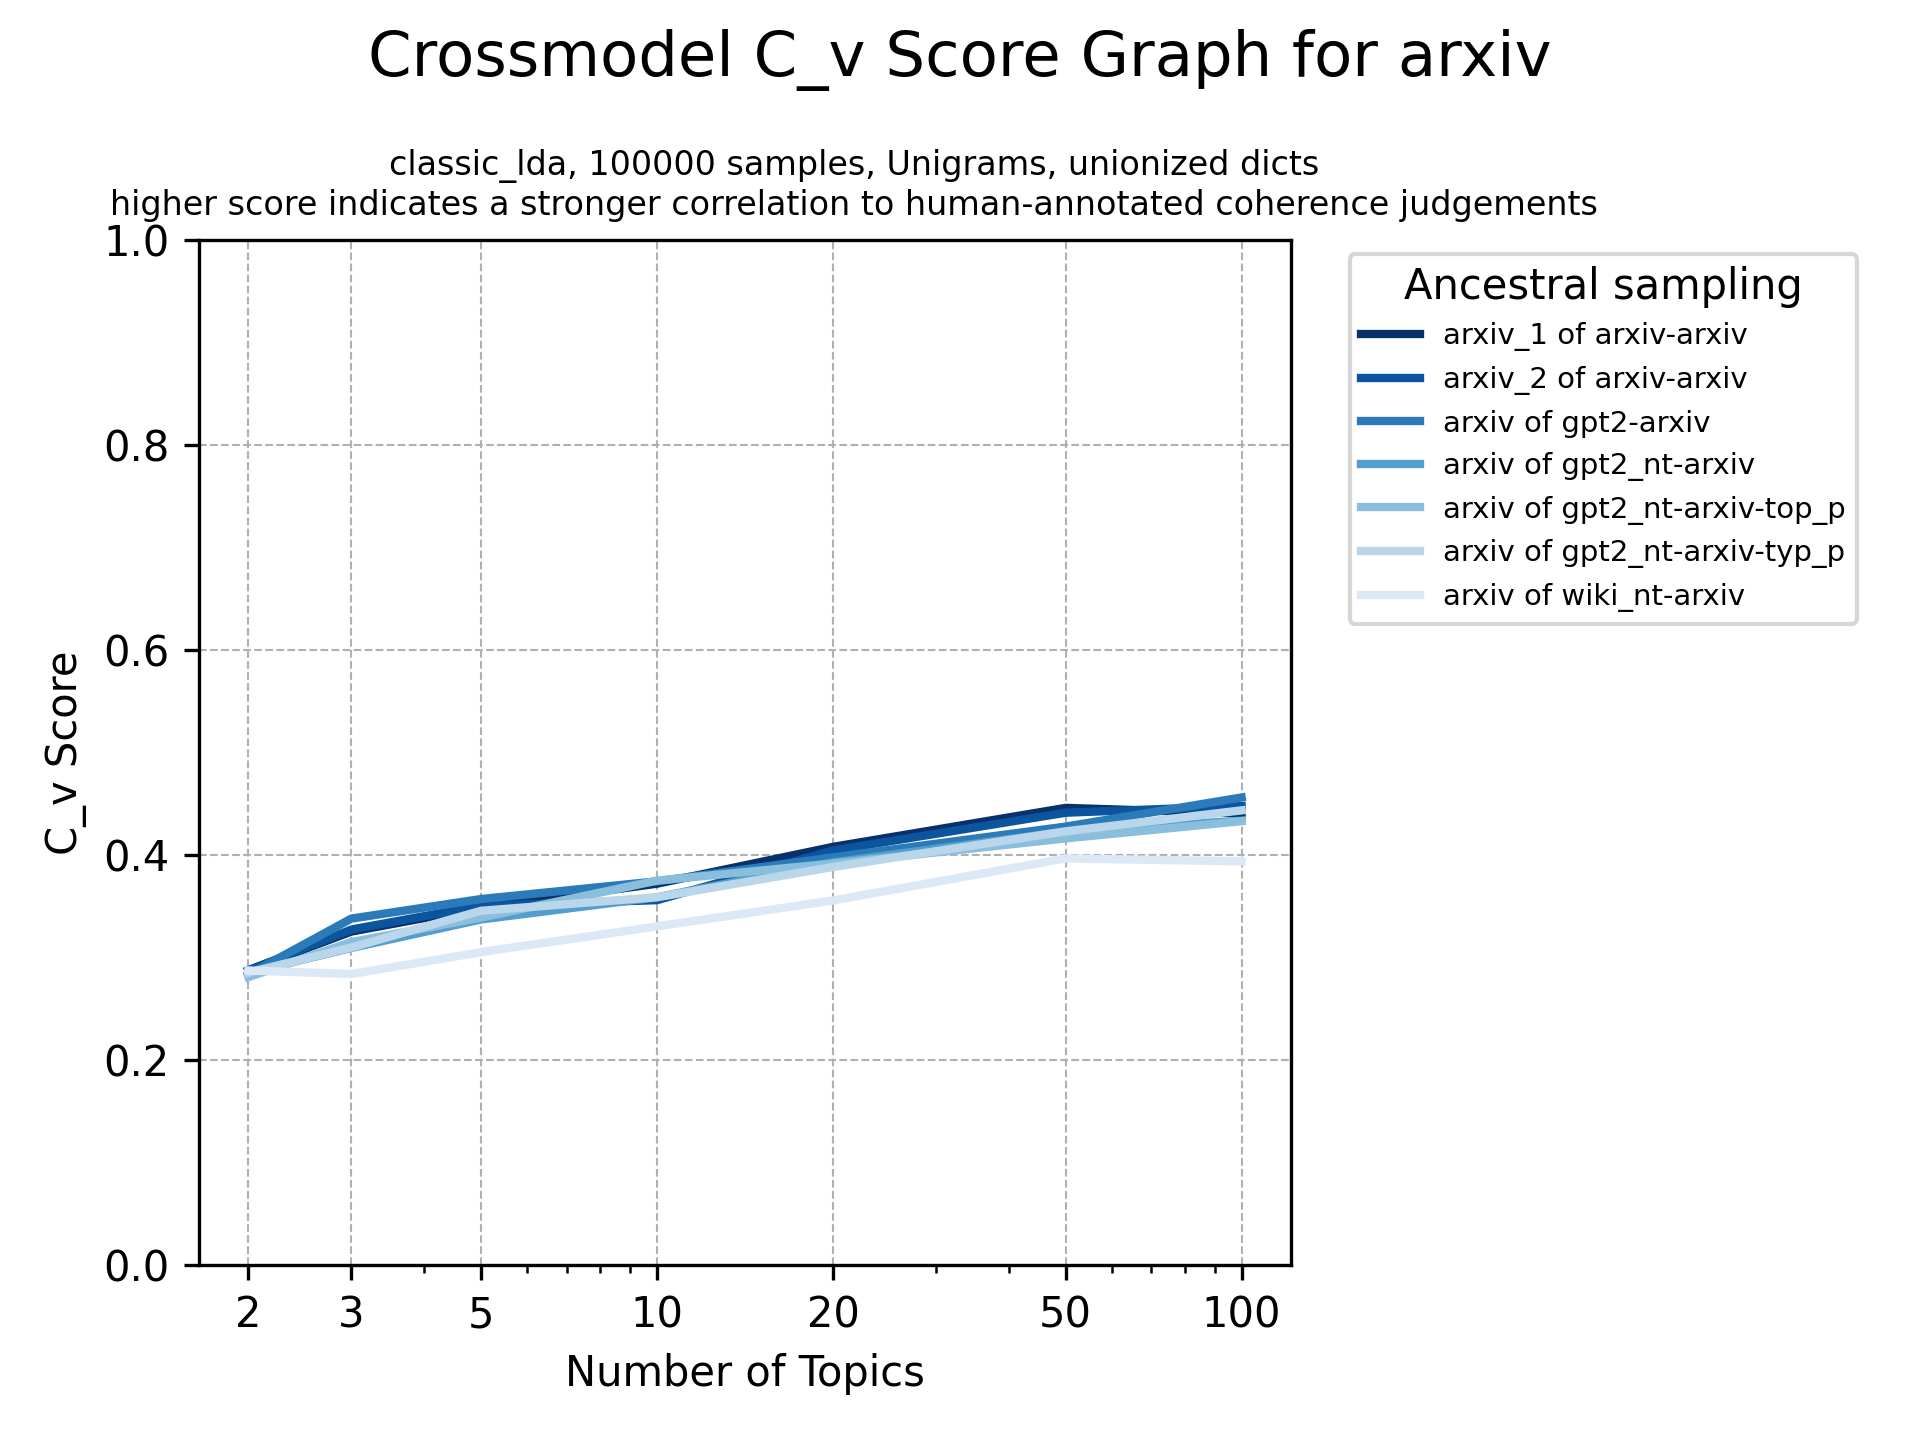 Crossmodel C_v Score Graph for arxiv
classic_lda, 100000 samples, Unigrams, unionized dicts
higher score indicates a stronger correlation to human-annotated coherence judgements
1.0
0.8
0.6
0.4
0.2
0.0
C_v Score
2 3 5 10 20 50 100
Number of Topics
Ancestral sampling
arxiv_1 of arxiv-arxiv
arxiv_2 of arxiv-arxiv
arxiv of gpt2-arxiv
arxiv of gpt2_nt-arxiv
arxiv of gpt2_nt-arxiv-top_p
arxiv of gpt2_nt-arxiv-typ_p
arxiv of wiki_nt-arxiv